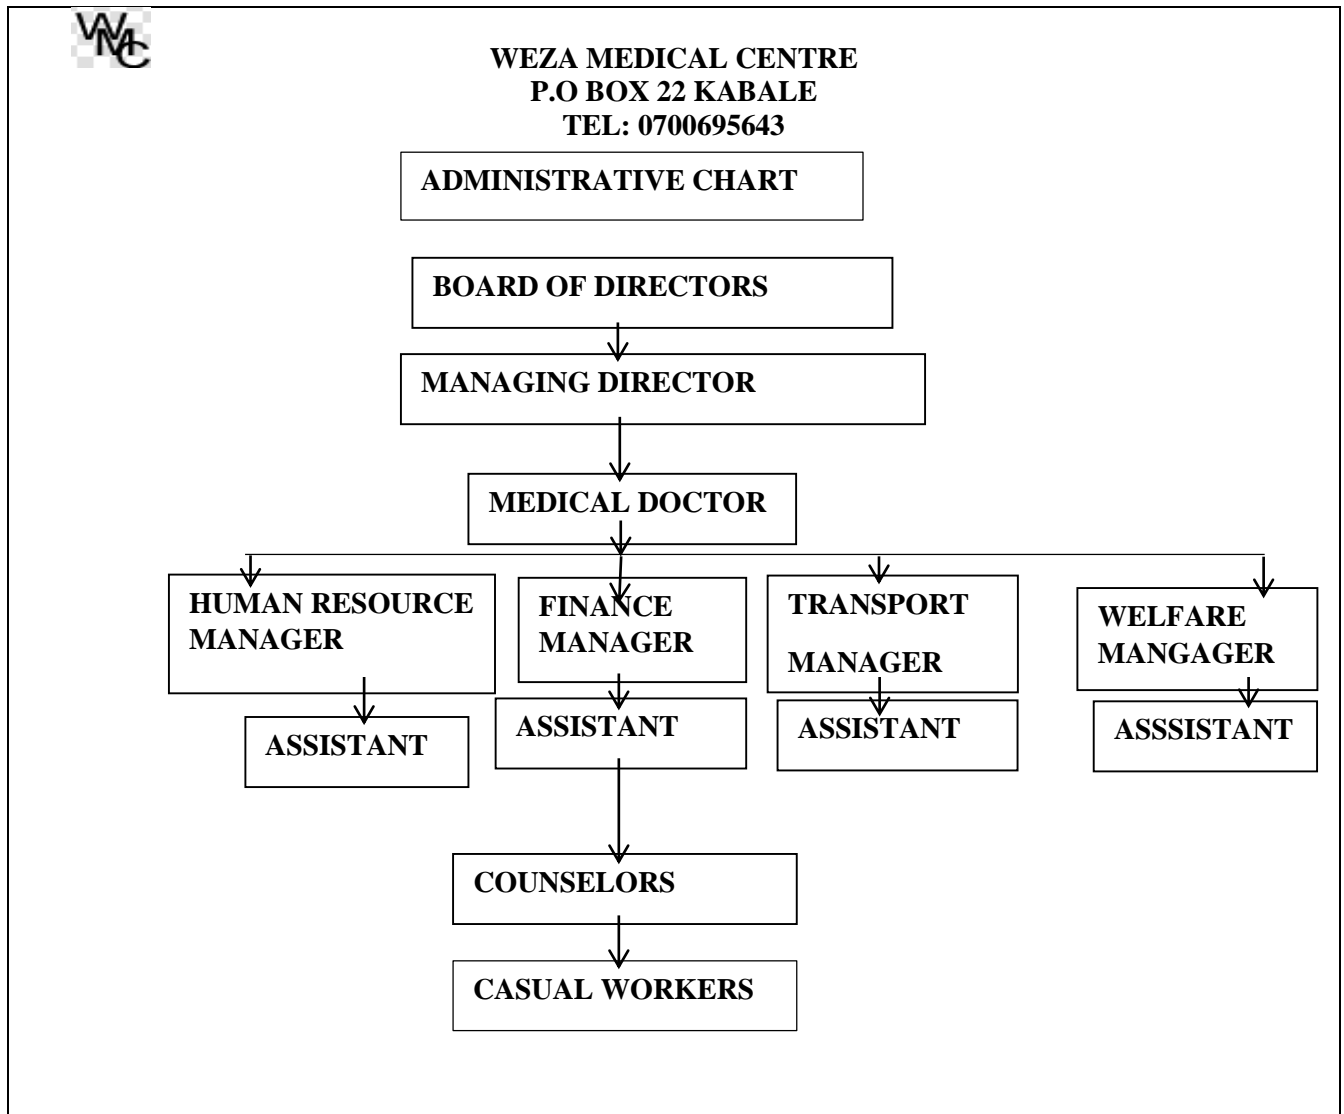 WMC
WEZA MEDICAL CENTRE
P.O BOX 22 KABALE
TEL: 0700695643
ADMINISTRATIVE CHART
BOARD OF DIRECTORS
MANAGING DIRECTOR
MEDICAL DOCTOR
HUMAN RESOURCE
MANAGER
FINANCE
MANAGER
TRANSPORT
MANAGER
WELFARE
MANGAGER
ASSISTANT
ASSISTANT
ASSISTANT
ASSSISTANT
COUNSELORS
CASUAL WORKERS